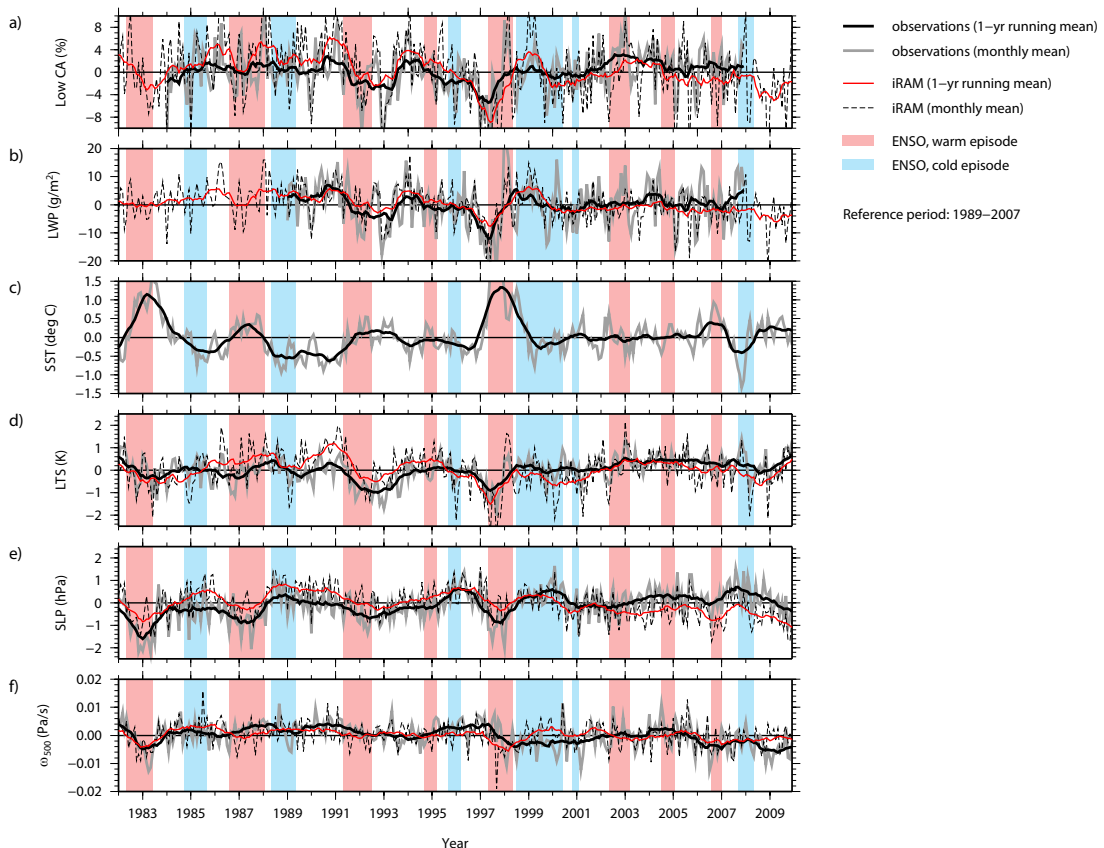 a)
Low CA (%)
8
4
0
−4
−8
b)
LWP (g/m²)
20
10
0
−10
−20
c)
SST (deg C)
1.5
1.0
0.5
0.0
−0.5
−1.0
−1.5
d)
LTS (K)
2
1
0
−1
−2
e)
SLP (hPa)
2
1
0
−1
−2
f)
ω500 (Pa/s)
0.02
0.01
0.00
−0.01
−0.02
1983 1985 1987 1989 1991 1993 1995 1997 1999 2001 2003 2005 2007 2009
Year
observations (1−yr running mean)
observations (monthly mean)
iRAM (1−yr running mean)
iRAM (monthly mean)
ENSO, warm episode
ENSO, cold episode
Reference period: 1989−2007